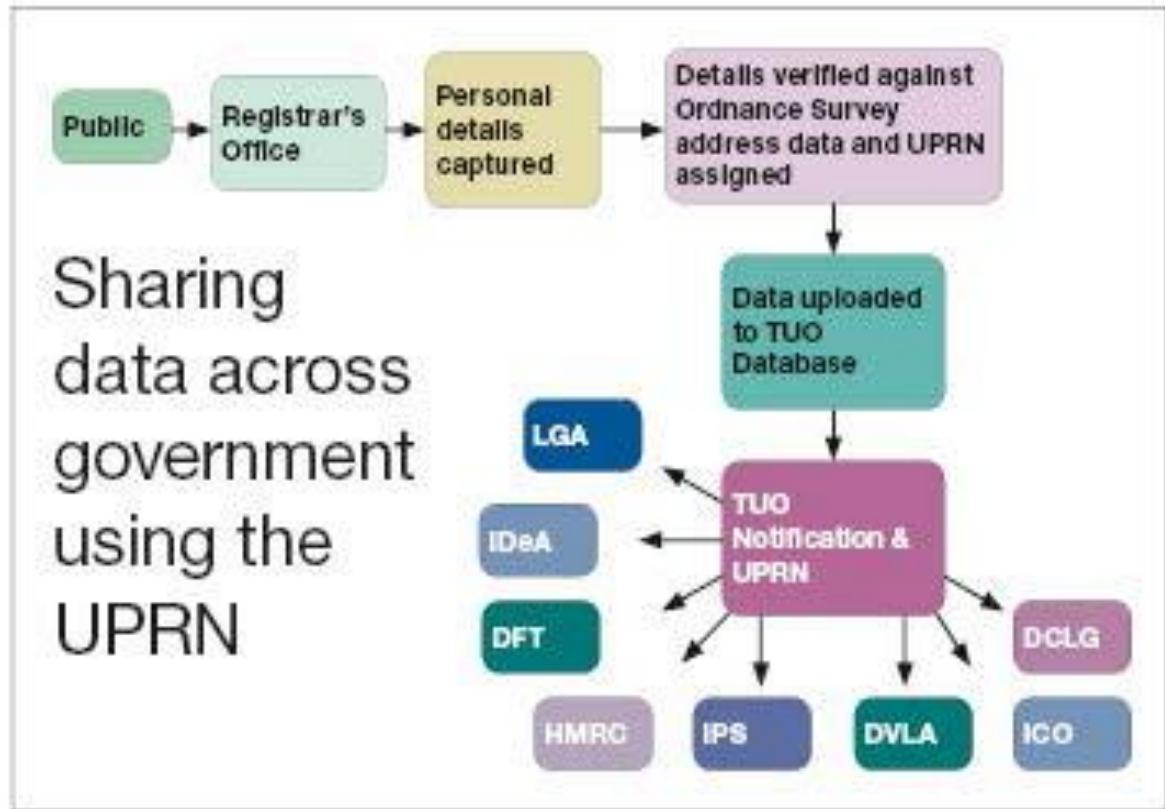 Public
Registrar's
Office
Personal
details
captured
Details verified against
Ordnance Survey
address data and UPRN
assigned
Sharing
data across
government
using the
UPRN
Data uploaded
to TUO
Database
TUO
Notification &
UPRN
LGA
IDeA
DFT
HMRC
IPS
DVLA
ICO
DCLG